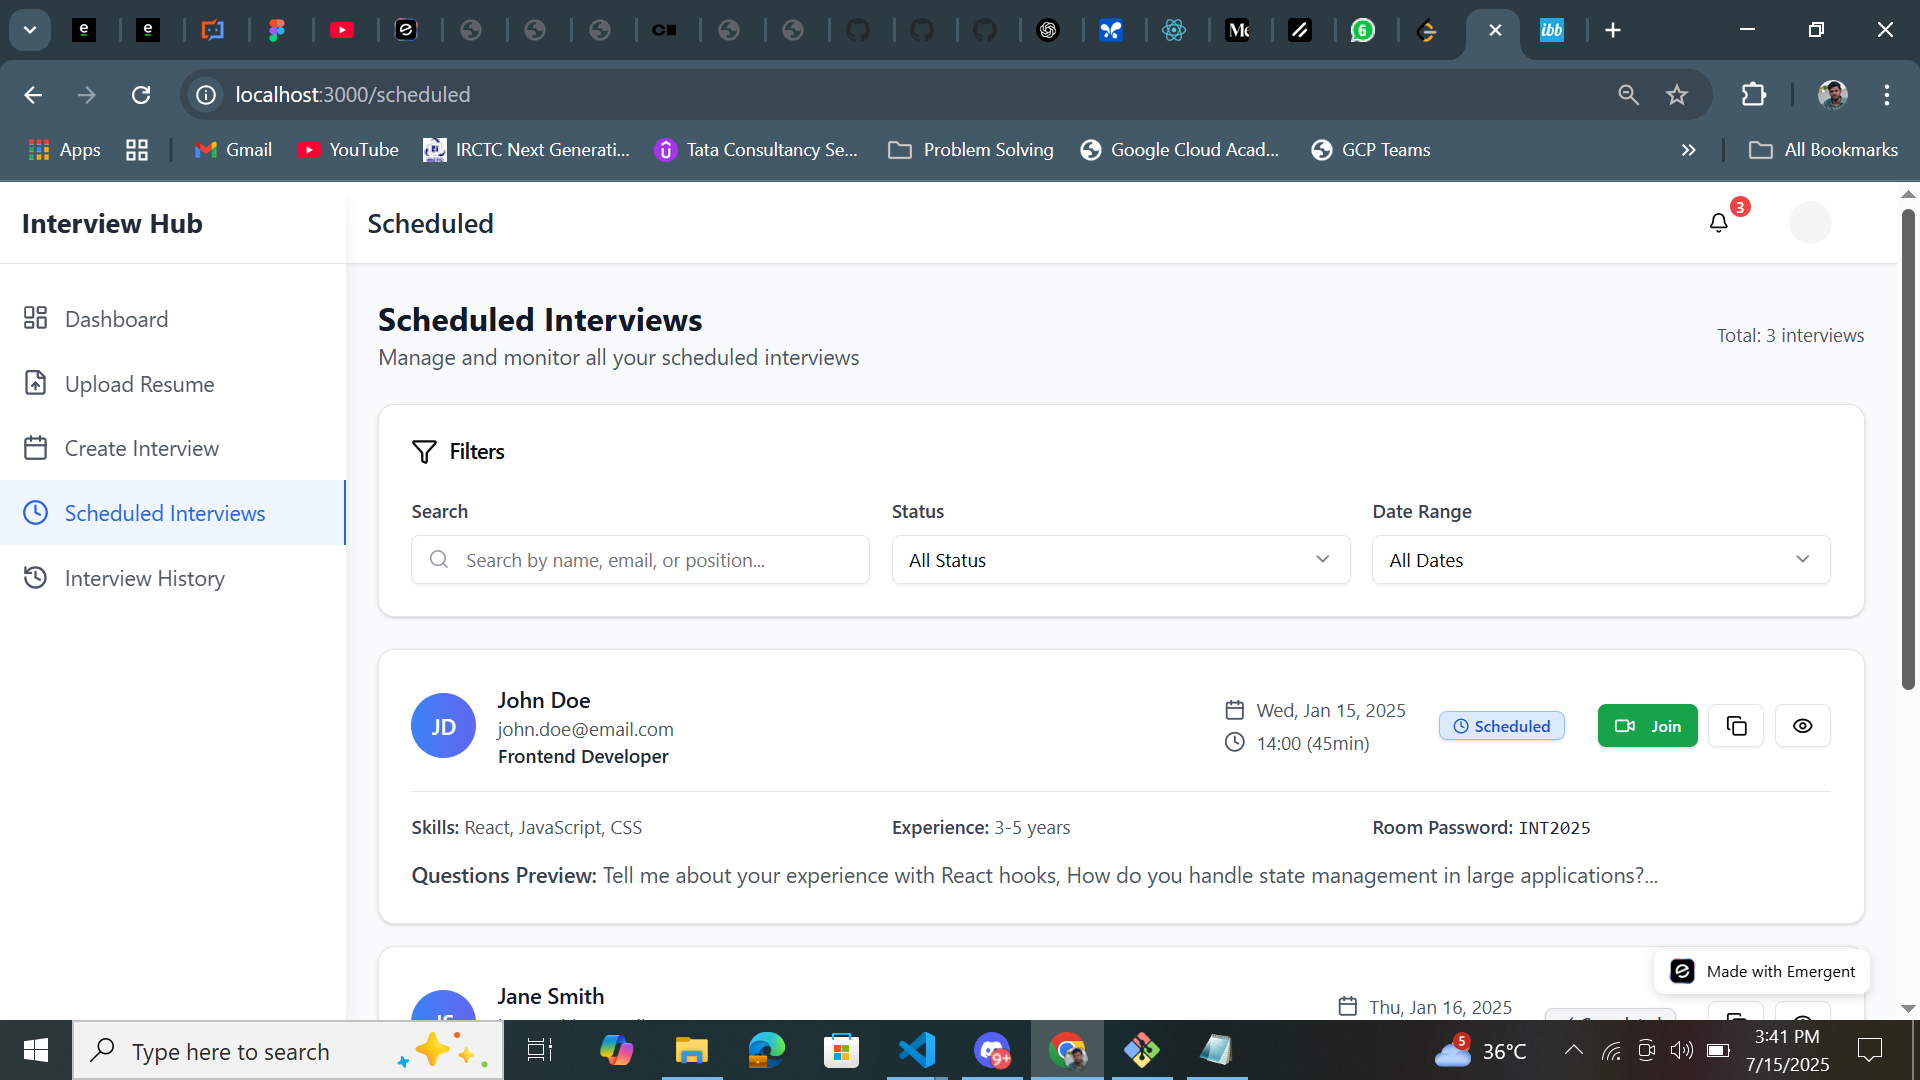 localhost:3000/scheduled
Apps
Gmail
YouTube
IRCTC Next Generati...
Tata Consultancy Se...
Problem Solving
Google Cloud Acad...
GCP Teams
All Bookmarks
Interview Hub
Scheduled
3
Dashboard
Upload Resume
Create Interview
Scheduled Interviews
Interview History
Scheduled Interviews
Manage and monitor all your scheduled interviews
Total: 3 interviews
Filters
Search
Status
Date Range
Search by name, email, or position...
All Status
All Dates
JD
John Doe
john.doe@email.com
Frontend Developer
Wed, Jan 15, 2025
14:00 (45min)
Scheduled
Join
Skills: React, JavaScript, CSS
Experience: 3-5 years
Room Password: INT2025
Questions Preview: Tell me about your experience with React hooks, How do you handle state management in large applications?...
Jane Smith
Thu, Jan 16, 2025
Made with Emergent
Type here to search
9+
5
36°C
3:41 PM
7/15/2025